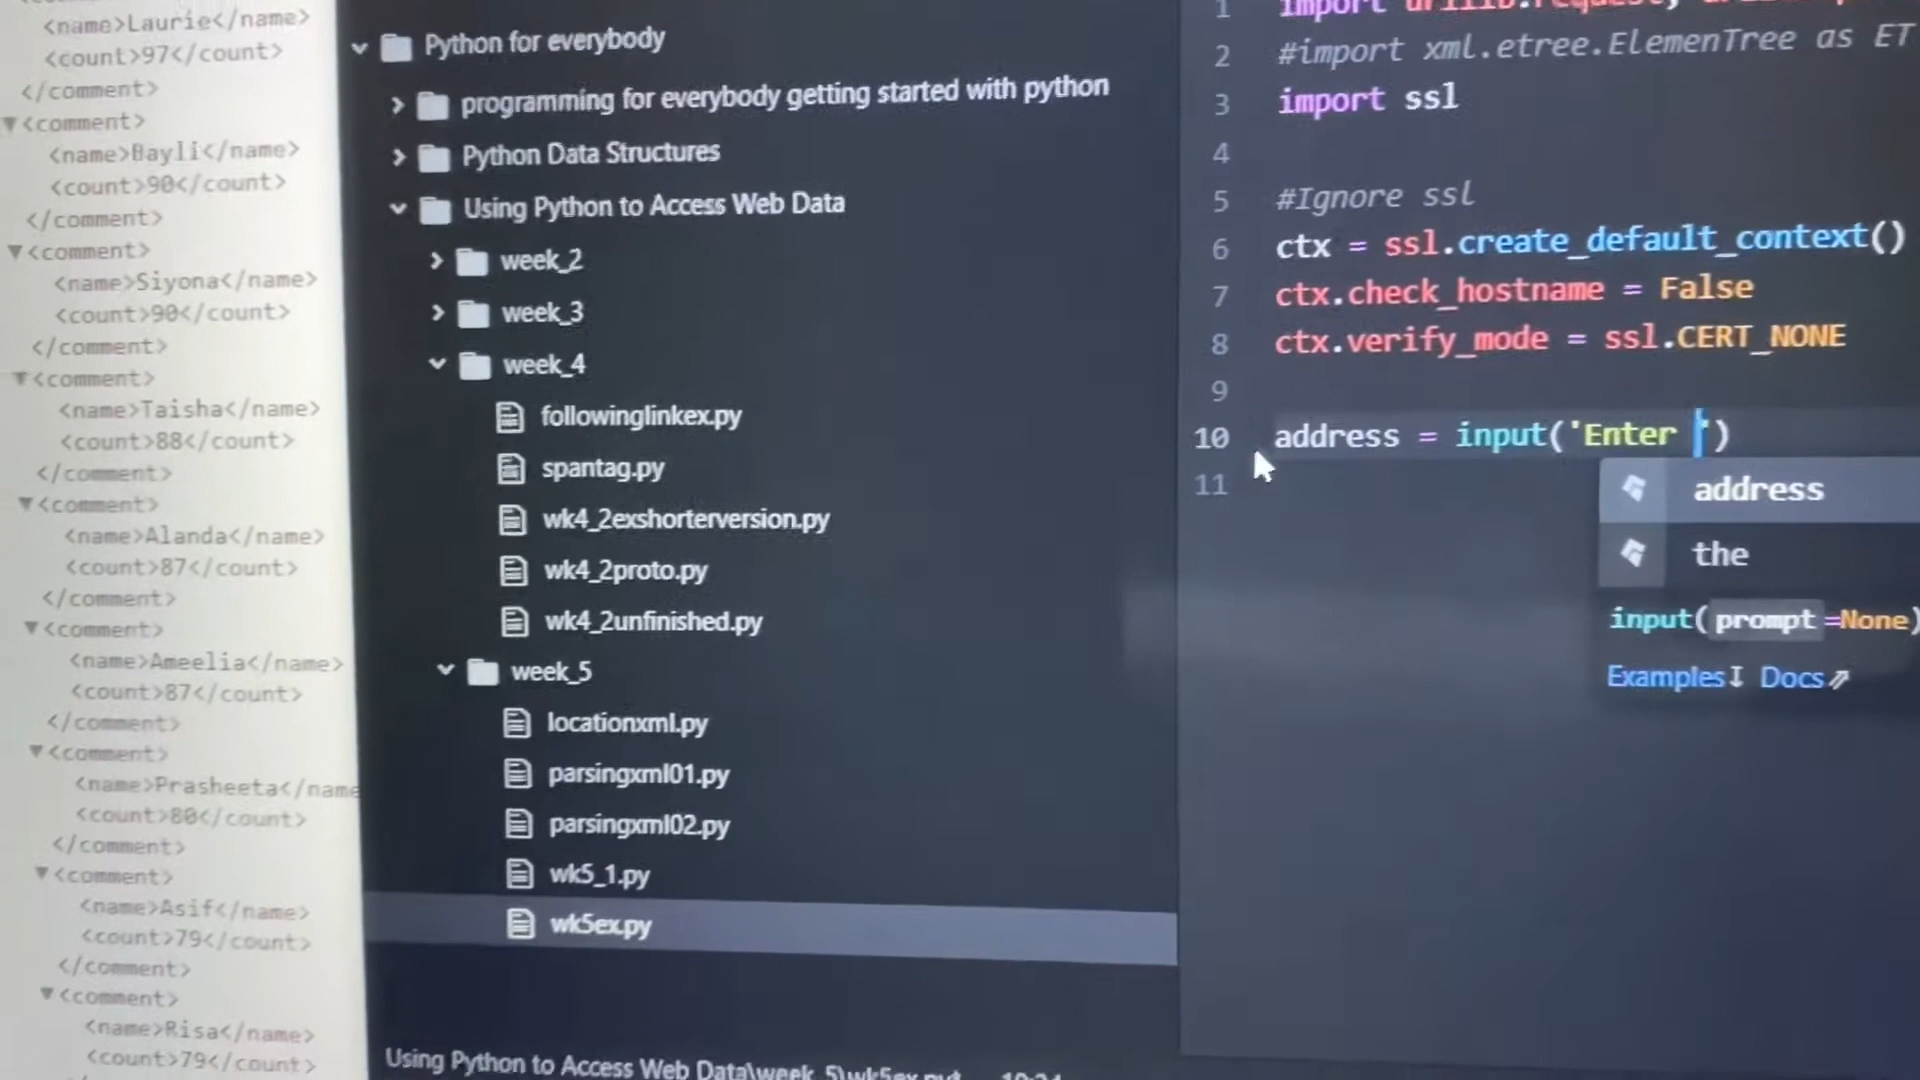 <name>Laurie</name>
<count>97</count>
</comment>
<comment>
<name>Bayli</name>
<count>90</count>
</comment>
<comment>
<name>Siyona</name>
<count>90</count>
</comment>
<comment>
<name>Taisha</name>
<count>88</count>
</comment>
<comment>
<name>Alanda</name>
<count>87</count>
</comment>
<comment>
<name>Ameelia</name>
<count>87</count>
</comment>
<comment>
<name>Prasheeta</name
<count>80</count>
</comment>
<comment>
<name>Asif</name>
<count>79</count>
</comment>
<comment>
<name>Risa</name>
<count>79</count>
Python for everybody
programming for everybody getting started with python
Python Data Structures
Using Python to Access Web Data
week_2
week_3
week_4
followinglinkex.py
spantag.py
wk4_2exshorterversion.py
wk4_2proto.py
wk4_2unfinished.py
week_5
locationxml.py
parsingxml01.py
parsingxml02.py
wk5_1.py
wk5ex.py
Using Python to Access Web Data\week_5\wk5ex.py
1 import urllib.request,
2 #import xml.etree.ElemenTree as ET
3 import ssl
4
5 #Ignore ssl
6 ctx = ssl.create_default_context()
7 ctx.check_hostname = False
8 ctx.verify_mode = ssl.CERT_NONE
9
10 address = input('Enter ')
11
address
the
input(prompt=None)
Examples Docs